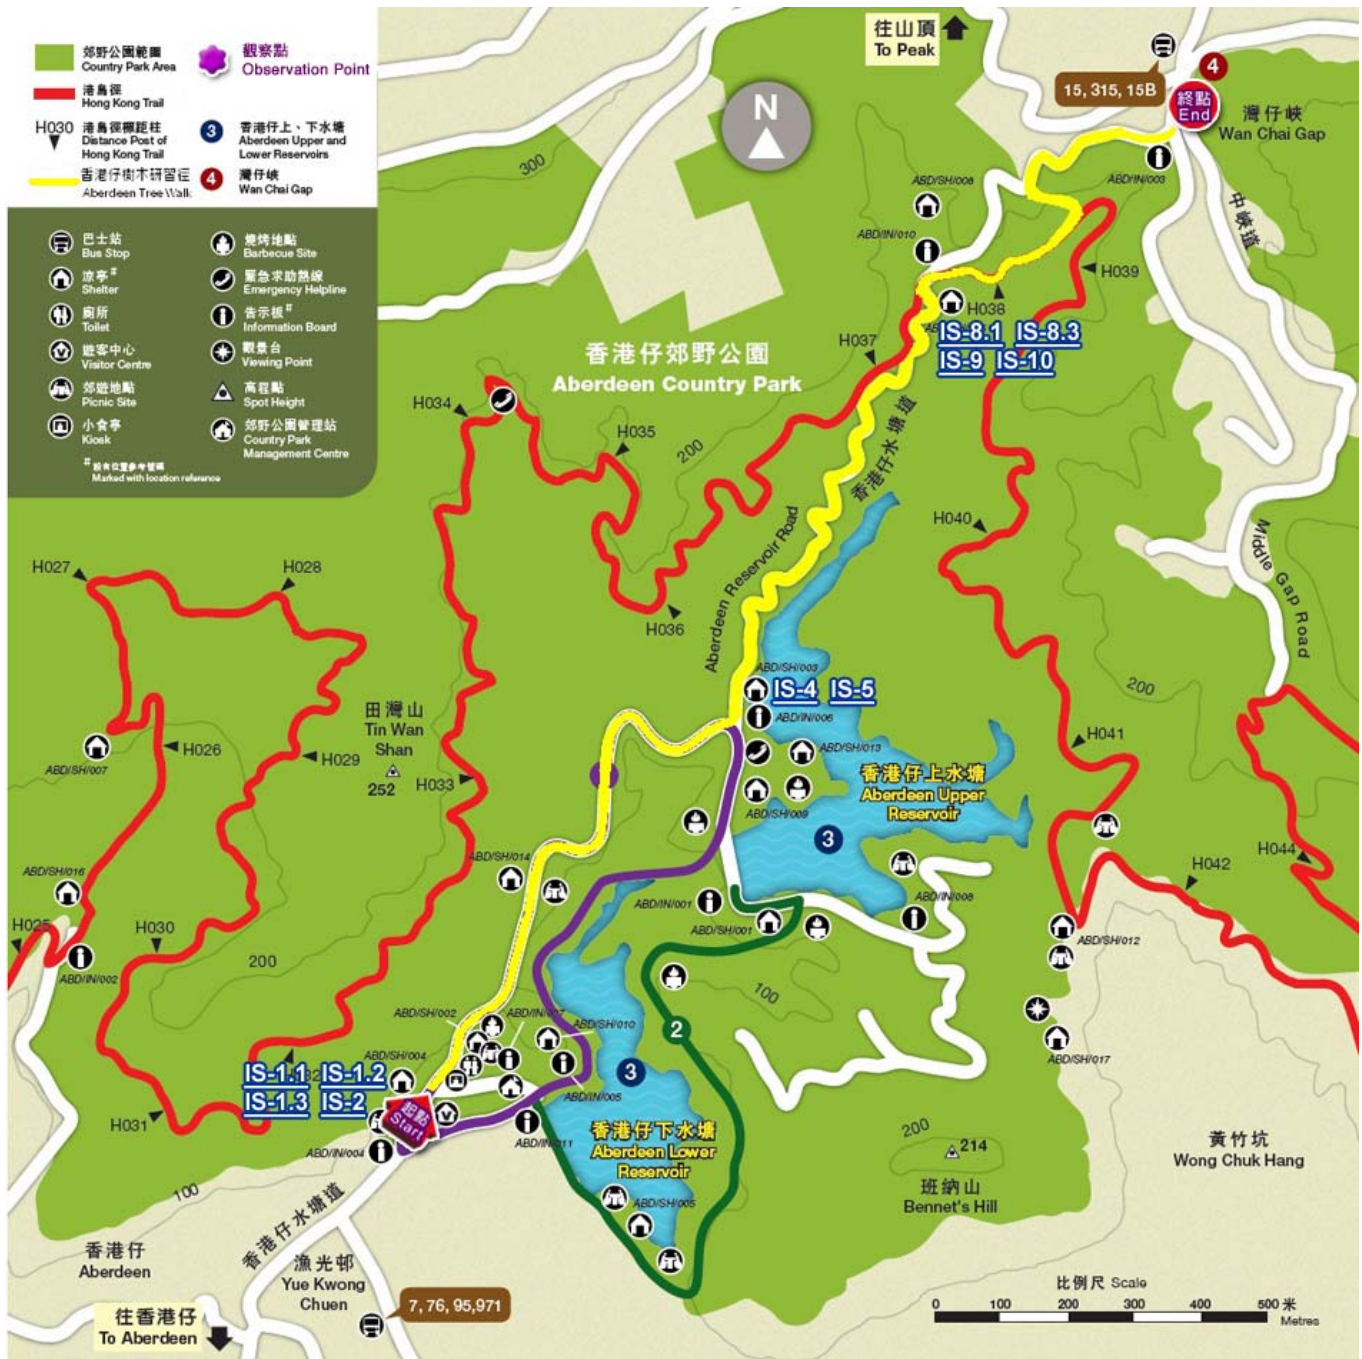 郊野公園範圍
Country Park Area
港島徑
Hong Kong Trail
H030
港島徑標距柱
Distance Post of
Hong Kong Trail
香港仔樹木研習徑
Aberdeen Tree Walk
觀察點
Observation Point
3
香港仔上、下水塘
Aberdeen Upper and
Lower Reservoirs
4
灣仔峽
Wan Chai Gap
巴士站
Bus Stop
涼亭#
Shelter
廁所
Toilet
遊客中心
Visitor Centre
郊遊地點
Picnic Site
小食亭
Kiosk
燒烤地點
Barbecue Site
緊急求助熱線
Emergency Helpline
告示板#
Information Board
觀景台
Viewing Point
高程點
Spot Height
郊野公園管理站
Country Park
Management Centre
# 設有位置參考號碼
Marked with location reference
往山頂
To Peak
N
15, 315, 15B
4
終點
End
灣仔峽
Wan Chai Gap
ABD/IN/003
中峽道
300
ABD/SH/008
ABD/IN/010
H039
H038
IS-8.1 IS-8.3
IS-9 IS-10
H037
香港仔郊野公園
Aberdeen Country Park
H034
H035
200
香港仔水塘道
Aberdeen Reservoir Road
H040
Middle Gap Road
H027
H028
H036
200
ABD/SH/003
IS-4 IS-5
ABD/IN/006
田灣山
Tin Wan
Shan
252
H026
H029
H033
ABD/SH/007
H041
ABD/SH/013
香港仔上水塘
Aberdeen Upper
Reservoir
3
ABD/SH/009
ABD/SH/014
ABD/SH/016
H042
H044
ABD/IN/008
ABD/IN/001
ABD/SH/001
H025
H030
ABD/IN/002
200
ABD/SH/012
100
ABD/SH/002
ABD/IN/007
ABD/SH/010
2
ABD/SH/004
ABD/SH/017
IS-1.1 IS-1.2
IS-1.3 IS-2
3
ABD/IN/005
起點
Start
H031
ABD/IN/011
香港仔下水塘
Aberdeen Lower
Reservoir
ABD/IN/004
200
214
班納山
Bennet's Hill
黃竹坑
Wong Chuk Hang
100
ABD/SH/005
香港仔水塘道
香港仔
Aberdeen
漁光邨
Yue Kwong
Chuen
往香港仔
To Aberdeen
7, 76, 95,971
比例尺 Scale
0 100 200 300 400 500 米
Metres